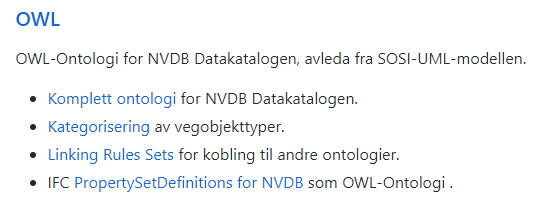 OWL
OWL-Ontologi for NVDB Datakatalogen, avleda fra SOSI-UML-modellen.
• Komplett ontologi for NVDB Datakatalogen.
• Kategorisering av vegobjekttyper.
• Linking Rules Sets for kobling til andre ontologier.
• IFC PropertySetDefinitions for NVDB som OWL-Ontologi .